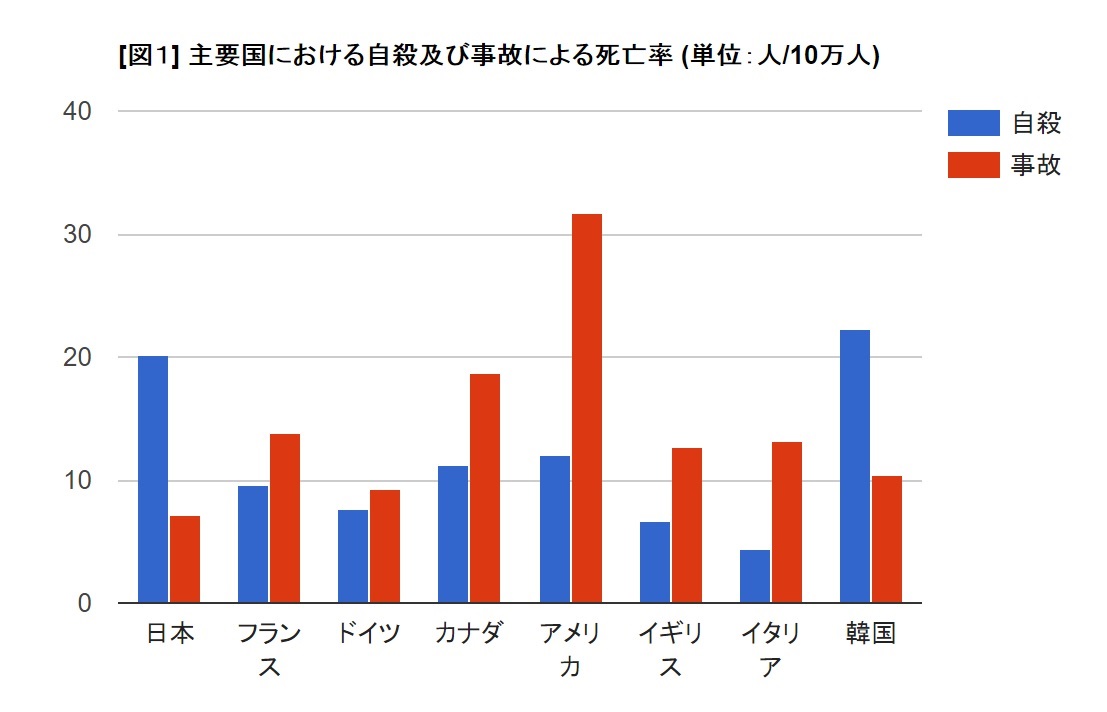 [図１] 主要国における自殺及び事故による死亡率 (単位：人/10万人)
40
30
20
10
0
自殺
事故
日本
フラン
ス
ドイツ
カナダ
アメリ
カ
イギリ
ス
イタリ
ア
韓国